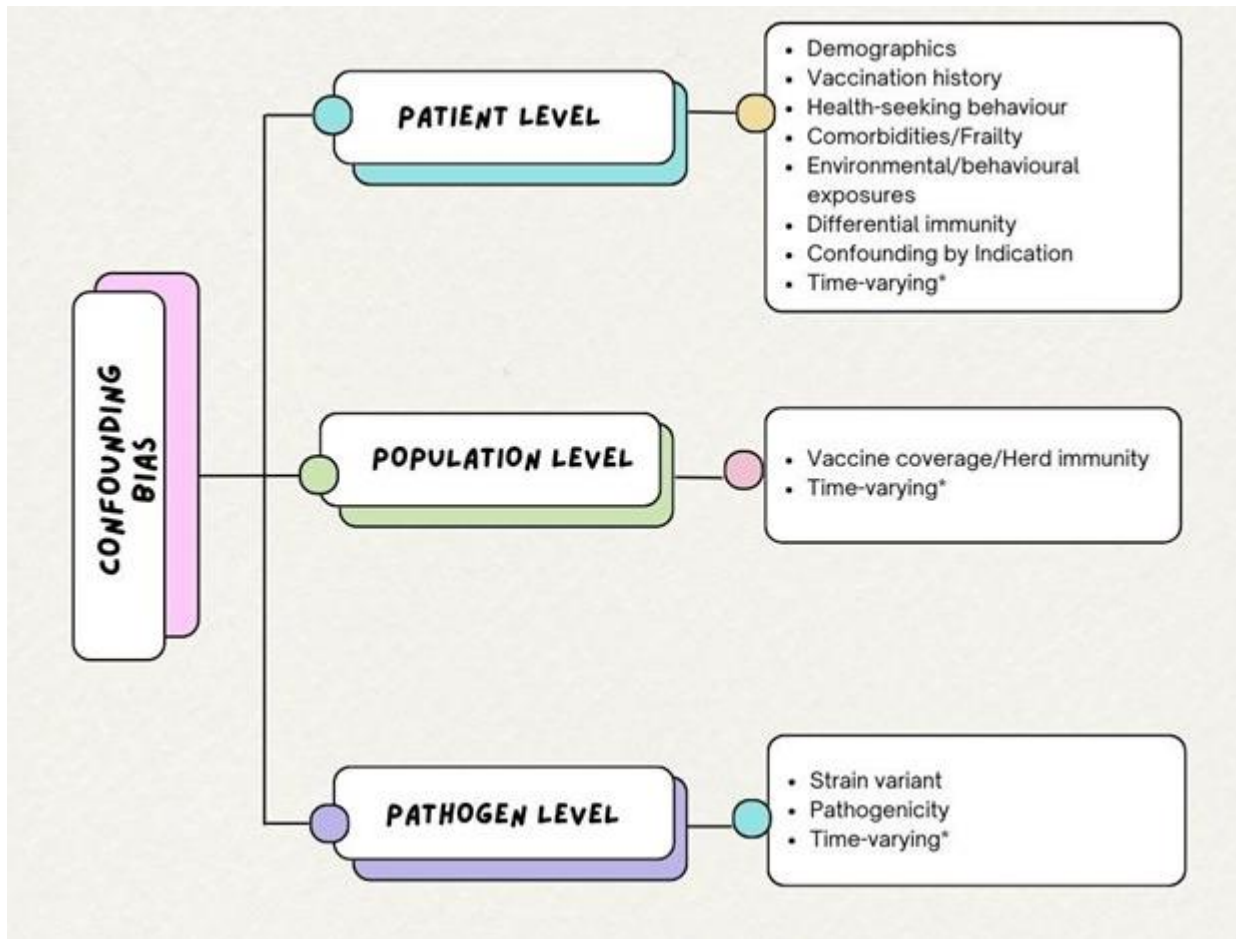 CONFOUNDING
BIAS
PATIENT LEVEL
• Demographics
• Vaccination history
• Health-seeking behaviour
• Comorbidities/Frailty
• Environmental/behavioural
exposures
• Differential immunity
• Confounding by Indication
• Time-varying*
POPULATION LEVEL
• Vaccine coverage/Herd immunity
• Time-varying*
PATHOGEN LEVEL
• Strain variant
• Pathogenicity
• Time-varying*